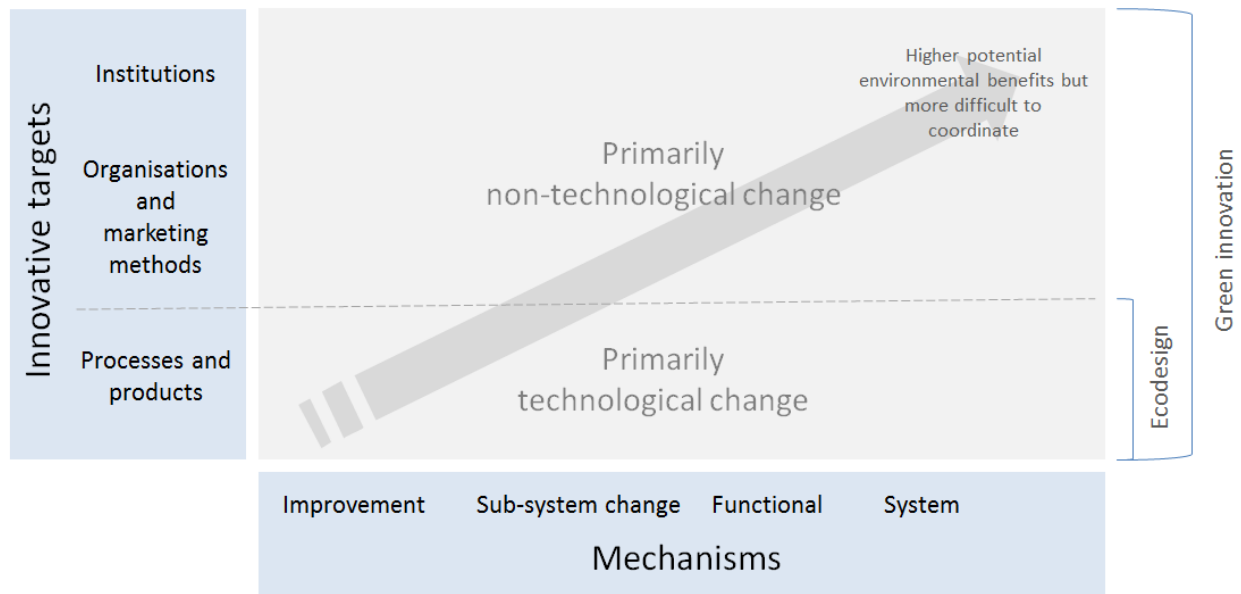 Innovative targets
Institutions
Organisations
and
marketing
methods
Processes and
products
Higher potential
environmental benefits but
more difficult to
coordinate
Primarily
non-technological change
Primarily
technological change
Green innovation
Ecodesign
Improvement
Sub-system change
Functional
System
Mechanisms